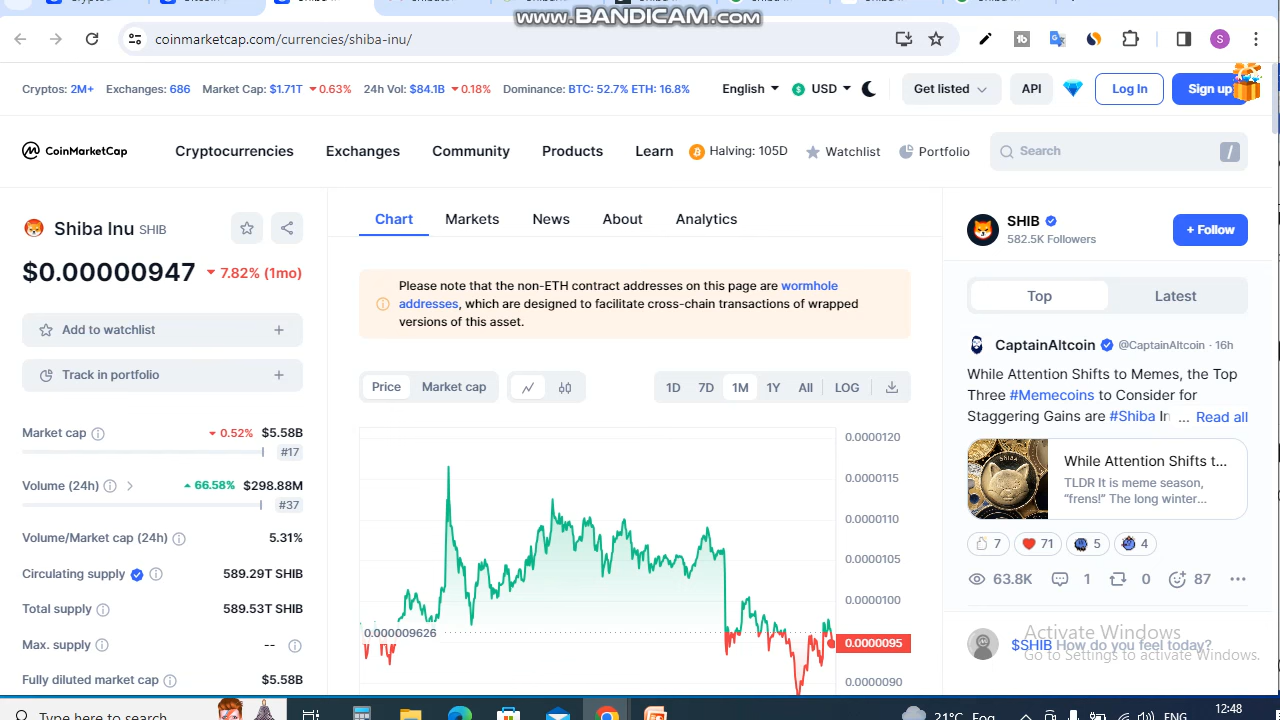 www.BANDICAM.com
coinmarketcap.com/currencies/shiba-inu/
S
Cryptos: 2M+ Exchanges: 686 Market Cap: $1.71T 0.63% 24h Vol: $84.1B 0.18% Dominance: BTC: 52.7% ETH: 16.8% English USD Get listed API Log In Sign up
CoinMarketCap Cryptocurrencies Exchanges Community Products Learn Halving: 105D Watchlist Portfolio Search /
Shiba Inu SHIB
$0.00000947 7.82% (1mo)
Add to watchlist +
Track in portfolio +
Market cap 0.52% $5.58B
#17
Volume (24h) 66.58% $298.88M
#37
Volume/Market cap (24h) 5.31%
Circulating supply 589.29T SHIB
Total supply 589.53T SHIB
Max. supply --
Fully diluted market cap $5.58B
Chart Markets News About Analytics
Please note that the non-ETH contract addresses on this page are wormhole
addresses, which are designed to facilitate cross-chain transactions of wrapped
versions of this asset.
Price Market cap 1D 7D 1M 1Y All LOG
0.0000120
0.0000115
0.0000110
0.0000105
0.0000100
0.000009626
0.0000095
0.0000090
SHIB
582.5K Followers
+ Follow
Top Latest
CaptainAltcoin @CaptainAltcoin · 16h
While Attention Shifts to Memes, the Top
Three #Memecoins to Consider for
Staggering Gains are #Shiba In ... Read all
While Attention Shifts t...
TLDR It is meme season,
“frens!” The long winter...
7 71 5 4
63.8K 1 0 87
$SHIB How do you feel today?
Activate Windows
Go to Settings to activate Windows.
Type here to search
21°C Fog
12:48